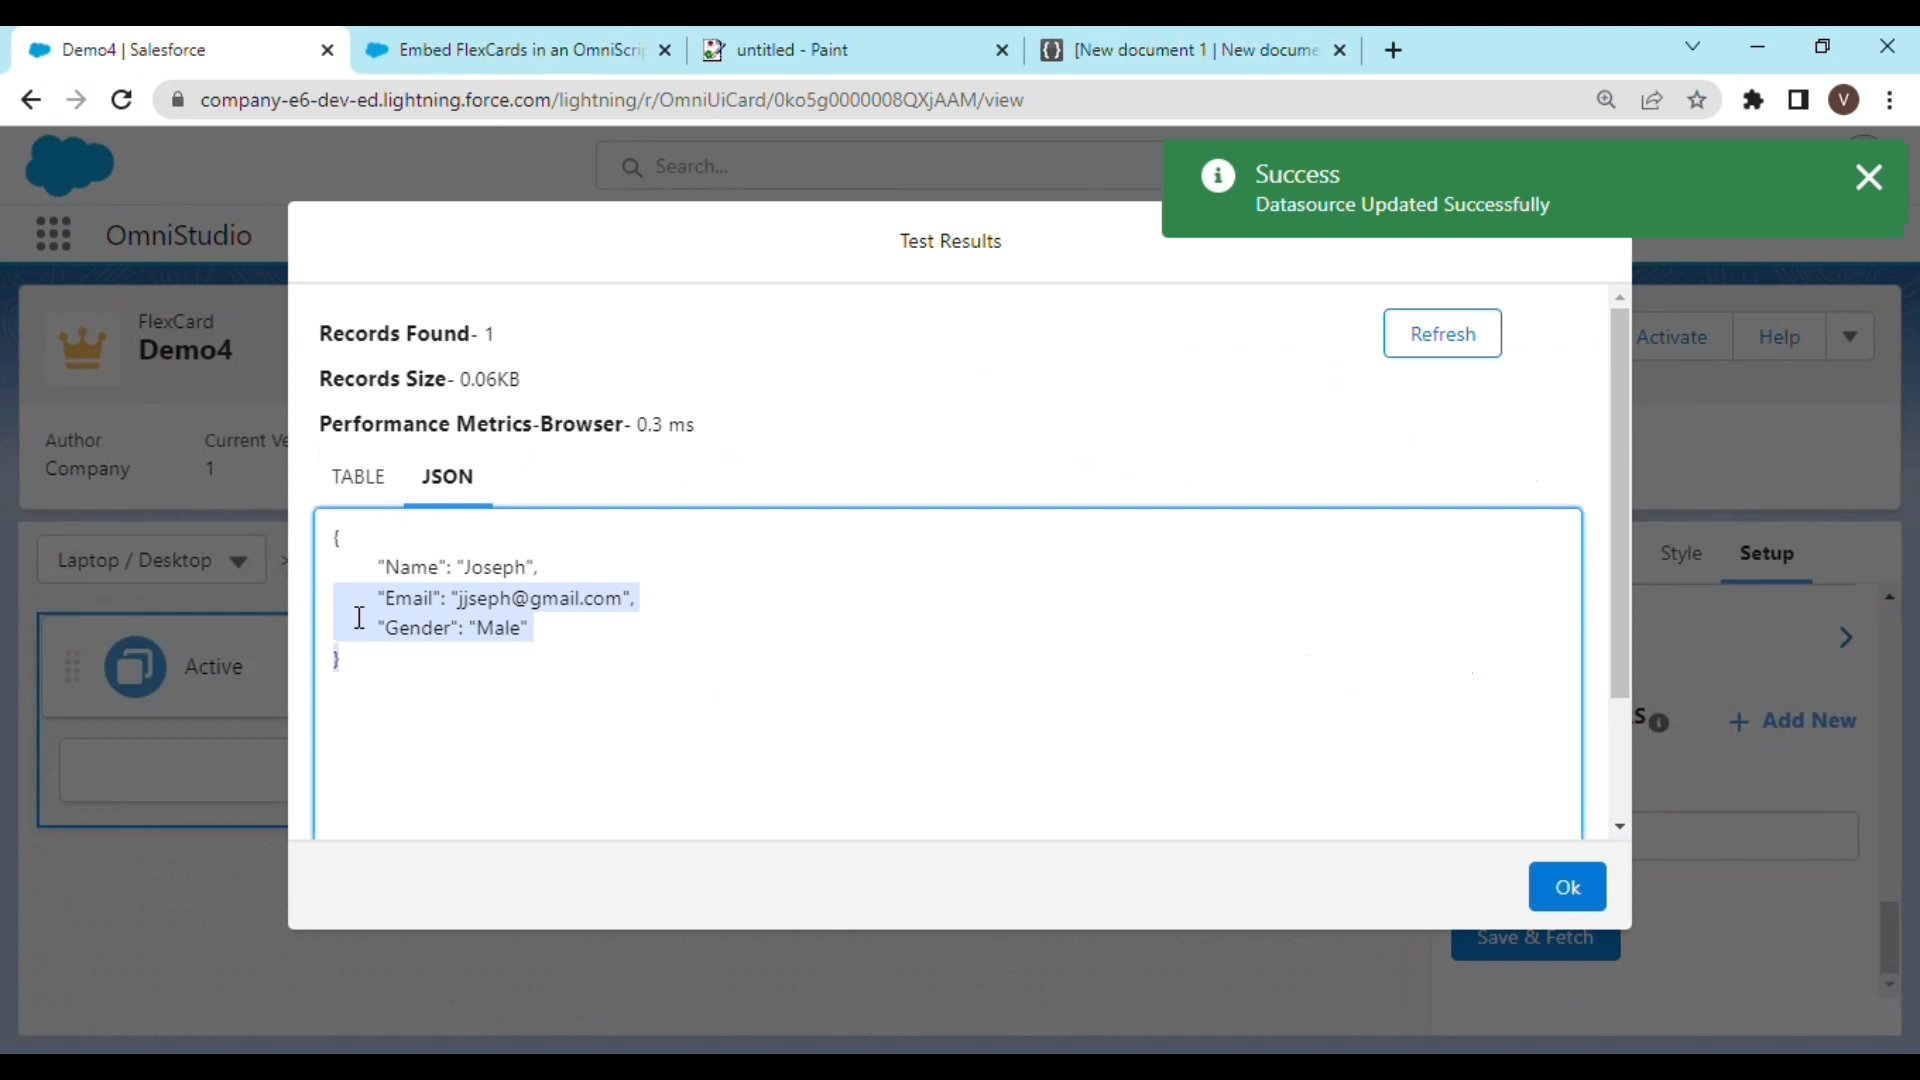 Demo4 | Salesforce
Embed FlexCards in an OmniScri
untitled - Paint
[New document 1 | New docume
company-e6-dev-ed.lightning.force.com/lightning/r/OmniUiCard/0ko5g0000008QXjAAM/view
V
Search...
Success
Datasource Updated Successfully
OmniStudio
Test Results
FlexCard
Demo4
Records Found- 1
Refresh
Activate
Help
Records Size- 0.06KB
Performance Metrics-Browser- 0.3 ms
Author
Current Ve
Company
1
TABLE
JSON
Laptop / Desktop
>
Style
Setup
{
"Name": "Joseph",
"Email": "jjseph@gmail.com",
"Gender": "Male"
}
Active
S
+ Add New
Ok
Save & Fetch